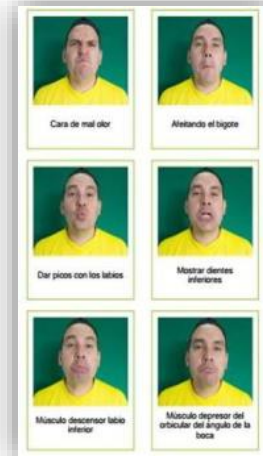 Cara de mal olor
Afeitando el bigote
Dar picos con los labios
Mostrar dientes
inferiores
Músculo descensor labio
inferior
Músculo depresor del
orbicular del ángulo de la
boca